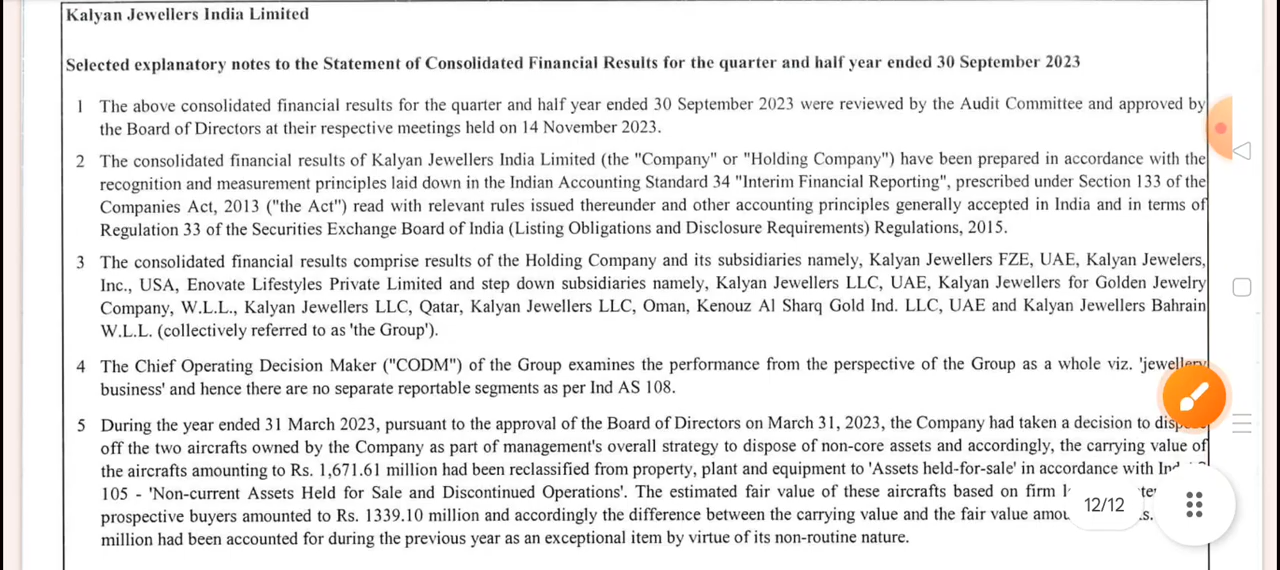 Kalyan Jewellers India Limited
Selected explanatory notes to the Statement of Consolidated Financial Results for the quarter and half year ended 30 September 2023
1 The above consolidated financial results for the quarter and half year ended 30 September 2023 were reviewed by the Audit Committee and approved by
the Board of Directors at their respective meetings held on 14 November 2023.
2 The consolidated financial results of Kalyan Jewellers India Limited (the "Company" or "Holding Company") have been prepared in accordance with the
recognition and measurement principles laid down in the Indian Accounting Standard 34 "Interim Financial Reporting", prescribed under Section 133 of the
Companies Act, 2013 ("the Act") read with relevant rules issued thereunder and other accounting principles generally accepted in India and in terms of
Regulation 33 of the Securities Exchange Board of India (Listing Obligations and Disclosure Requirements) Regulations, 2015.
3 The consolidated financial results comprise results of the Holding Company and its subsidiaries namely, Kalyan Jewellers FZE, UAE, Kalyan Jewelers,
Inc., USA, Enovate Lifestyles Private Limited and step down subsidiaries namely, Kalyan Jewellers LLC, UAE, Kalyan Jewellers for Golden Jewelry
Company, W.L.L., Kalyan Jewellers LLC, Qatar, Kalyan Jewellers LLC, Oman, Kenouz Al Sharq Gold Ind. LLC, UAE and Kalyan Jewellers Bahrain
W.L.L. (collectively referred to as 'the Group').
4 The Chief Operating Decision Maker ("CODM") of the Group examines the performance from the perspective of the Group as a whole viz. 'jewellery
business' and hence there are no separate reportable segments as per Ind AS 108.
5 During the year ended 31 March 2023, pursuant to the approval of the Board of Directors on March 31, 2023, the Company had taken a decision to
off the two aircrafts owned by the Company as part of management's overall strategy to dispose of non-core assets and accordingly, the carrying value of
the aircrafts amounting to Rs. 1,671.61 million had been reclassified from property, plant and equipment to 'Assets held-for-sale' in accordance with
105 - 'Non-current Assets Held for Sale and Discontinued Operations'. The estimated fair value of these aircrafts based on firm
prospective buyers amounted to Rs. 1339.10 million and accordingly the difference between the carrying value and the fair value
million had been accounted for during the previous year as an exceptional item by virtue of its non-routine nature.
12/12